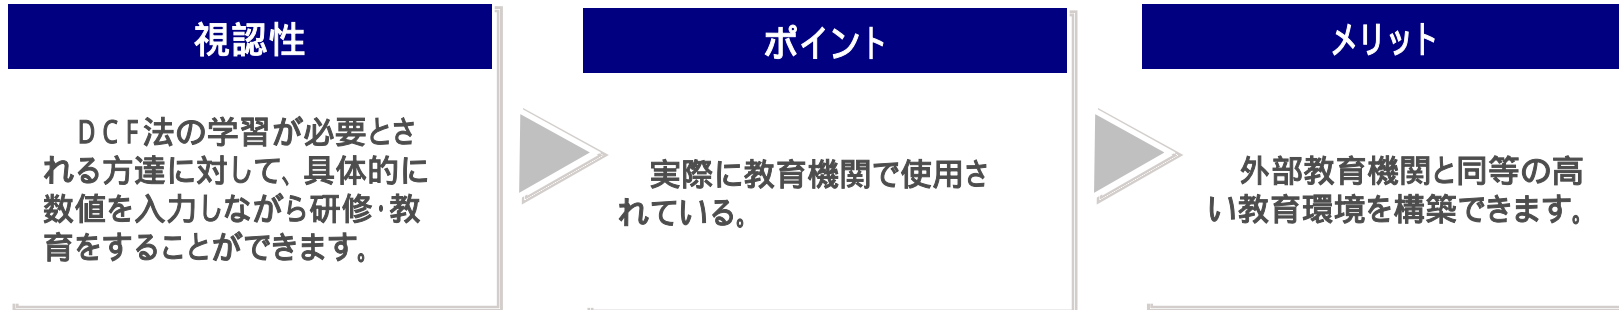 視認性
DCF法の学習が必要とさ
れる方達に対して、具体的に
数値を入力しながら研修・教
育をすることができます。
ポイント
実際に教育機関で使用さ
れている。
メリット
外部教育機関と同等の高
い教育環境を構築できます。